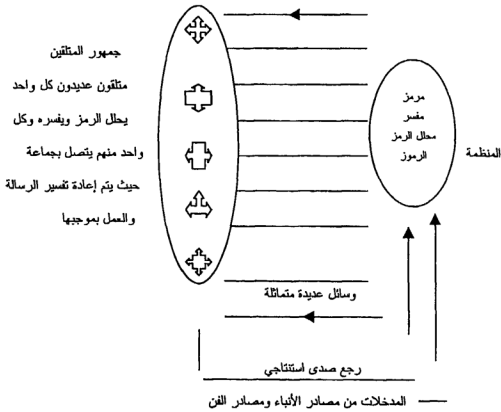 جمهور المتلقين
متلقون عديدون كل واحد
يحلل الرمز ويفسره وكل
واحد منهم يتصل بجماعة
حيث يتم إعادة تفسير الرسالة
والعمل بموجبها
مرمز
مفسر
محلل الرمز
الرموز
المنظمة
وسائل عديدة متماثلة
رجع صدى استنتاجي
المدخلات من مصادر الأنباء ومصادر الفن